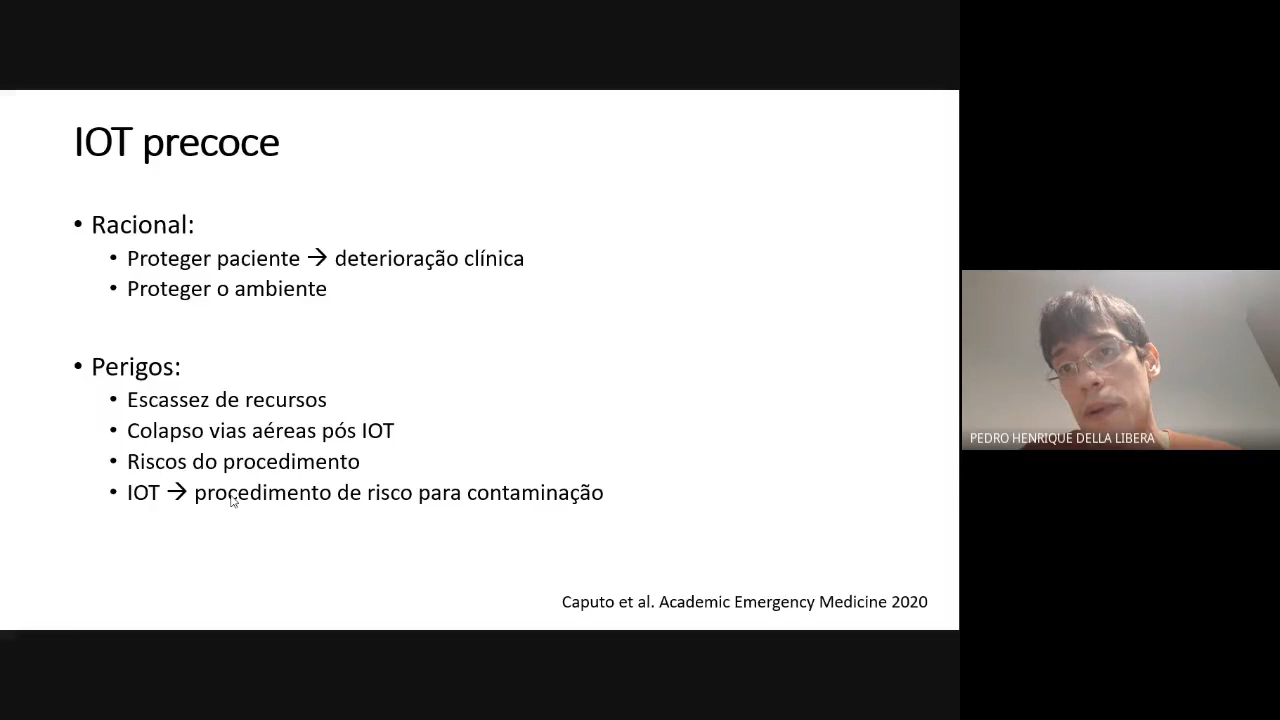 IOT precoce
• Racional:
• Proteger paciente → deterioração clínica
• Proteger o ambiente
• Perigos:
• Escassez de recursos
• Colapso vias aéreas pós IOT
• Riscos do procedimento
• IOT → procedimento de risco para contaminação
Caputo et al. Academic Emergency Medicine 2020
PEDRO HENRIQUE DELLA LIBERA